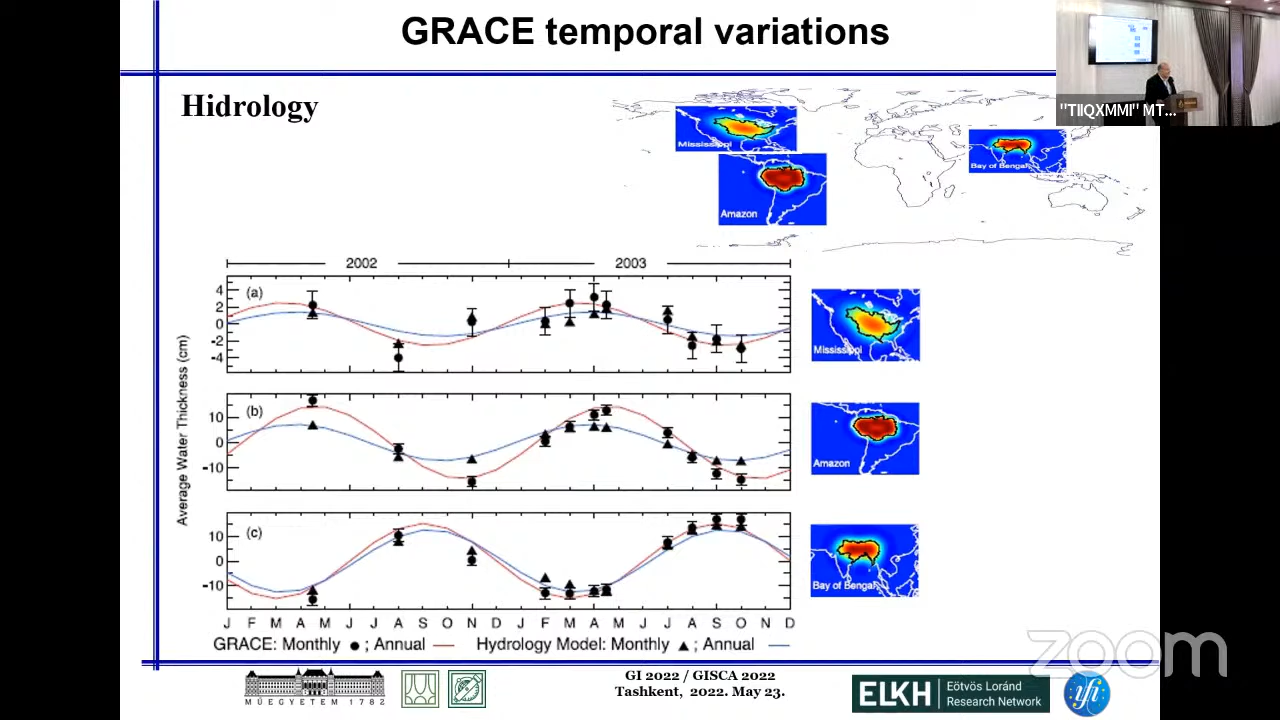 GRACE temporal variations
"TIIQXMMI" MT...
Hidrology
Mississippi
Bay of Bengal
Amazon
2002 2003
Average Water Thickness (cm)
(a)
4
2
0
-2
-4
Mississippi
(b)
10
0
-10
Amazon
(c)
10
0
-10
Bay of Bengal
J F M A M J J A S O N D J F M A M J J A S O N D
GRACE: Monthly ● ; Annual — Hydrology Model: Monthly ▲ ; Annual —
zoom
MŰEGYETEM 1782
GI 2022 / GISCA 2022
Tashkent, 2022. May 23.
ELKH
Eötvös Loránd
Research Network
yfi